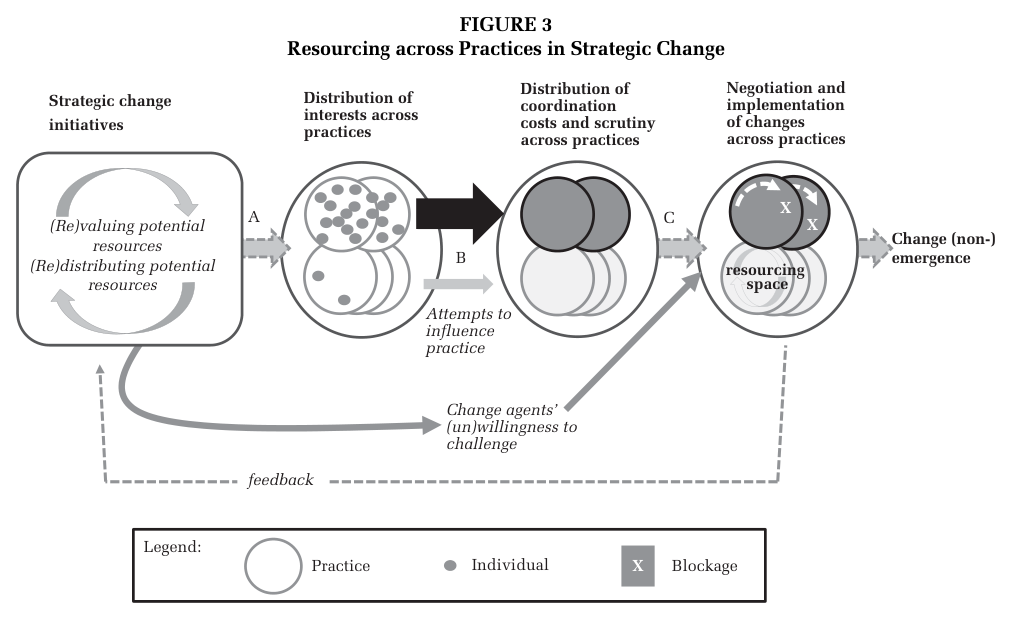 FIGURE 3
Resourcing across Practices in Strategic Change
Strategic change
initiatives
Distribution of
interests across
practices
Distribution of
coordination
costs and scrutiny
across practices
Negotiation and
implementation
of changes
across practices
(Re)valuing potential
resources
(Re)distributing potential
resources
A
B
Attempts to
influence
practice
C
X
X
resourcing
space
Change (non-)
emergence
Change agents’
(un)willingness to
challenge
feedback
Legend:
Practice
Individual
X
Blockage